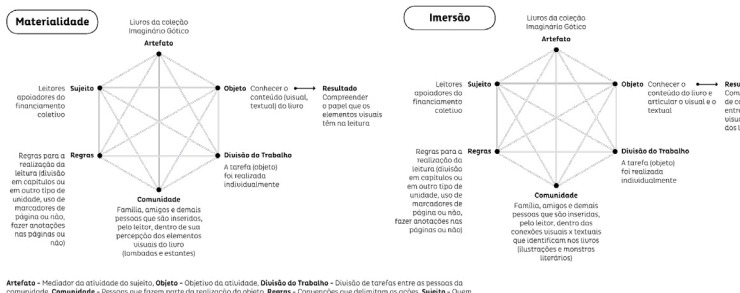 Materialidade
Livros da coleção
Imaginário Gótico
Artefato
Leitores
apoiadores do
financiamento
coletivo
Sujeito
Objeto
Conhecer o
conteúdo (visual,
textual) do livro
Resultado
Compreender
o papel que os
elementos visuais
têm na leitura
Regras para a
realização da
leitura (divisão
em capítulos ou
em outro tipo de
unidade, uso de
marcadores de
página ou não,
fazer anotações
nas páginas ou
não)
Regras
Divisão do Trabalho
A tarefa (objeto)
foi realizada
individualmente
Comunidade
Família, amigos e demais
pessoas que são inseridas,
pelo leitor, dentro de sua
percepção dos elementos
visuais do livro
(lombadas e estantes)
Imersão
Livros da coleção
Imaginário Gótico
Artefato
Leitores
apoiadores do
financiamento
coletivo
Sujeito
Objeto
Conhecer o
conteúdo do livro e
articular o visual e o
textual
Regras para a
realização da
leitura (divisão
em capítulos ou
em outro tipo de
unidade, uso de
marcadores de
página ou não,
fazer anotações nas
páginas ou não)
Regras
Divisão do Trabalho
A tarefa (objeto)
foi realizada
individualmente
Comunidade
Família, amigos e demais
pessoas que são inseridas,
pelo leitor, dentro das
conexões visuais x textuais
que identificam nos livros
(ilustrações e monstros
literários)
Artefato - Mediador da atividade do sujeito, Objeto - Objetivo da atividade, Divisão do Trabalho - Divisão de tarefas entre as pessoas da
comunidade, Comunidade - Pessoas que fazem parte da realização do objeto, Regras - Convenções que delimitam as ações, Sujeito - Quem